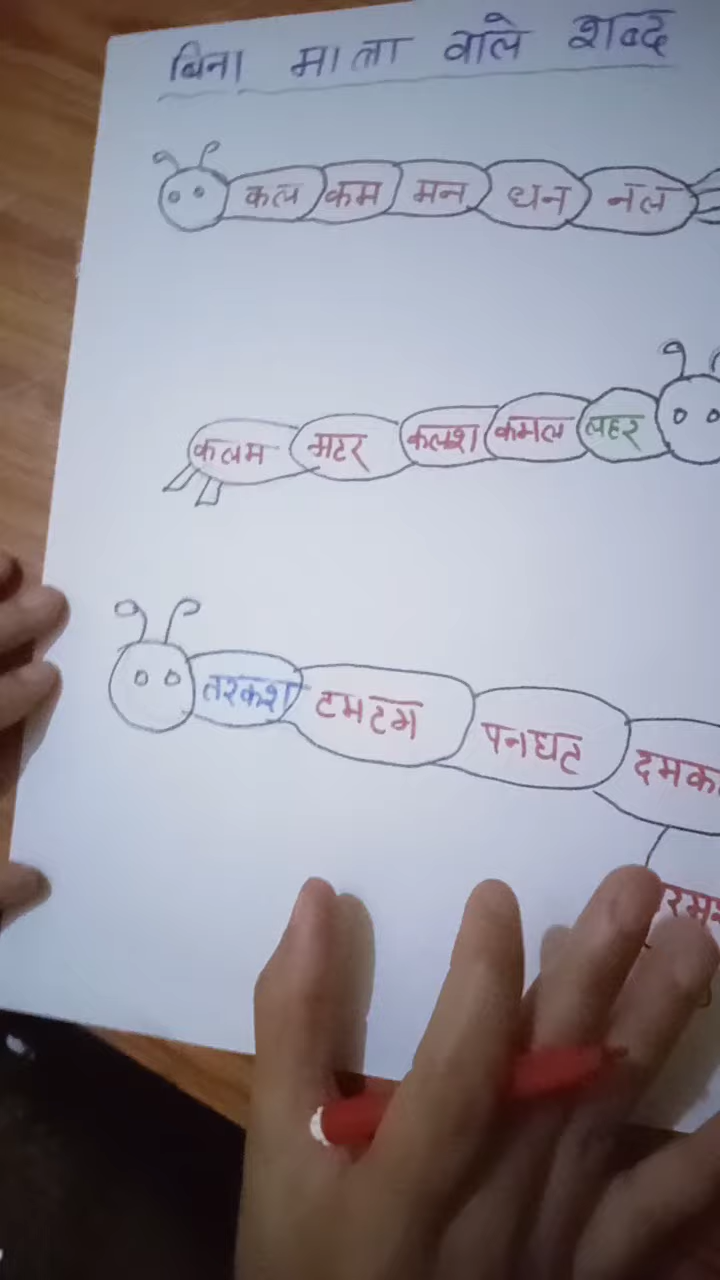 बिना माता वाले शब्द
कल कम मन धन नल
कलम मटर कलश कमल लहर
तरकश टमटम पनघट